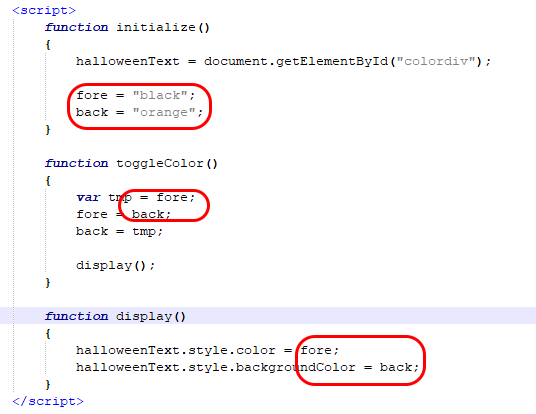 <script>
function initialize()
{
halloweenText = document.getElementById("colordiv");
fore = "black";
back = "orange";
}
function toggleColor()
{
var tmp = fore;
fore = back;
back = tmp;
display();
}
function display()
{
halloweenText.style.color = fore;
halloweenText.style.backgroundColor = back;
}
</script>